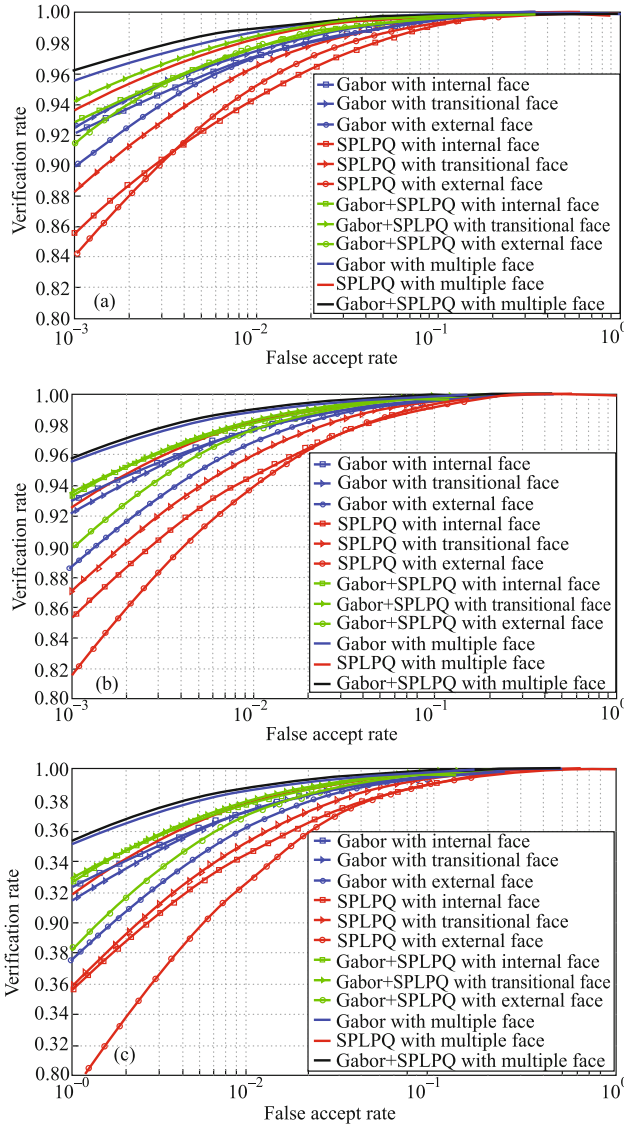 1.00
0.98
0.96
0.94
0.92
0.90
0.88
0.86
0.84
0.82
0.80
Verification rate
Gabor with internal face
Gabor with transitional face
Gabor with external face
SPLPQ with internal face
SPLPQ with transitional face
SPLPQ with external face
Gabor+SPLPQ with internal face
Gabor+SPLPQ with transitional face
Gabor+SPLPQ with external face
Gabor with multiple face
SPLPQ with multiple face
Gabor+SPLPQ with multiple face
(a)
10−3 10−2 10−1 100
False accept rate
1.00
0.98
0.96
0.94
0.92
0.90
0.88
0.86
0.84
0.82
0.80
Verification rate
Gabor with internal face
Gabor with transitional face
Gabor with external face
SPLPQ with internal face
SPLPQ with transitional face
SPLPQ with external face
Gabor+SPLPQ with internal face
Gabor+SPLPQ with transitional face
Gabor+SPLPQ with external face
Gabor with multiple face
SPLPQ with multiple face
Gabor+SPLPQ with multiple face
(b)
10−3 10−2 10−1 100
False accept rate
1.00
0.38
0.36
0.34
0.32
0.90
0.38
0.36
0.34
0.32
0.80
Verification rate
Gabor with internal face
Gabor with transitional face
Gabor with external face
SPLPQ with internal face
SPLPQ with transitional face
SPLPQ with external face
Gabor+SPLPQ with internal face
Gabor+SPLPQ with transitional face
Gabor+SPLPQ with external face
Gabor with multiple face
SPLPQ with multiple face
Gabor+SPLPQ with multiple face
(c)
10−0 10−2 10−1 100
False accept rate